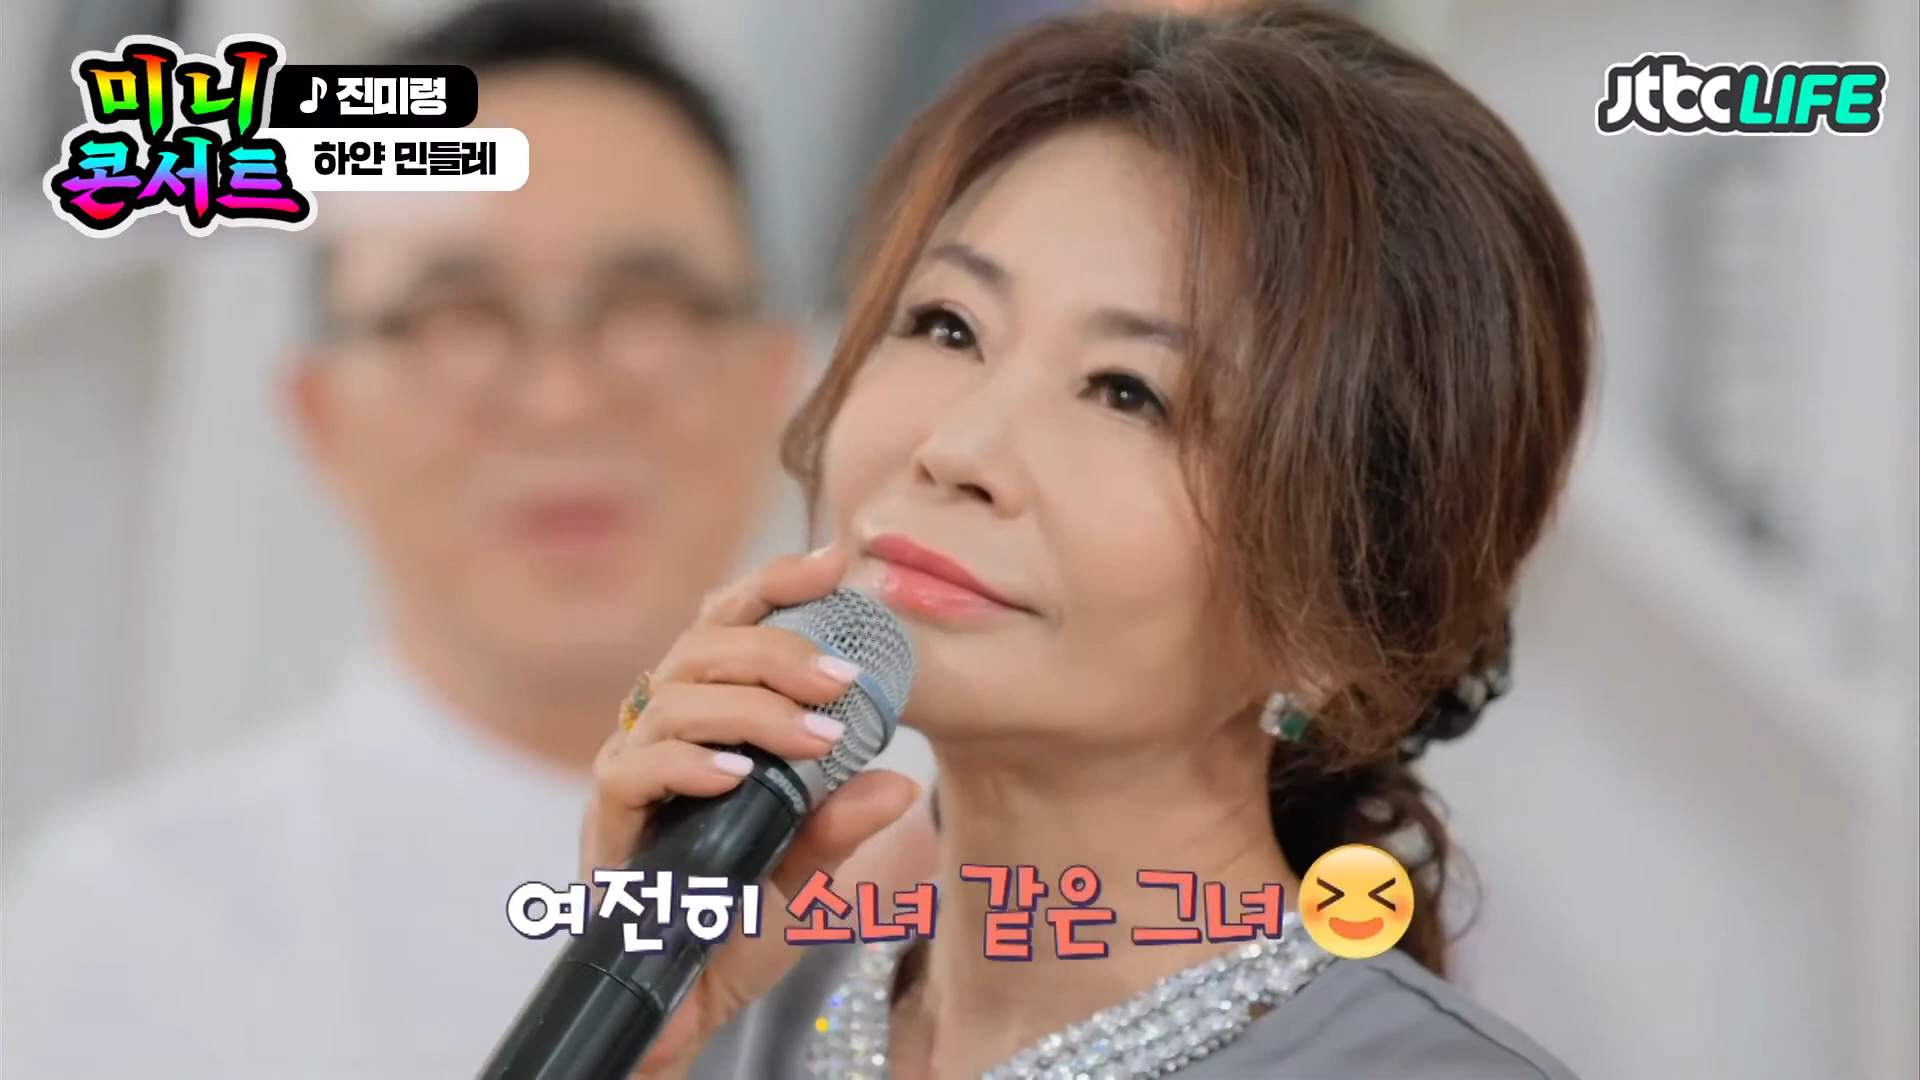 미니
콘서트
♪ 진미령
하얀 민들레
jtbc LIFE
여전히 소녀 같은 그녀